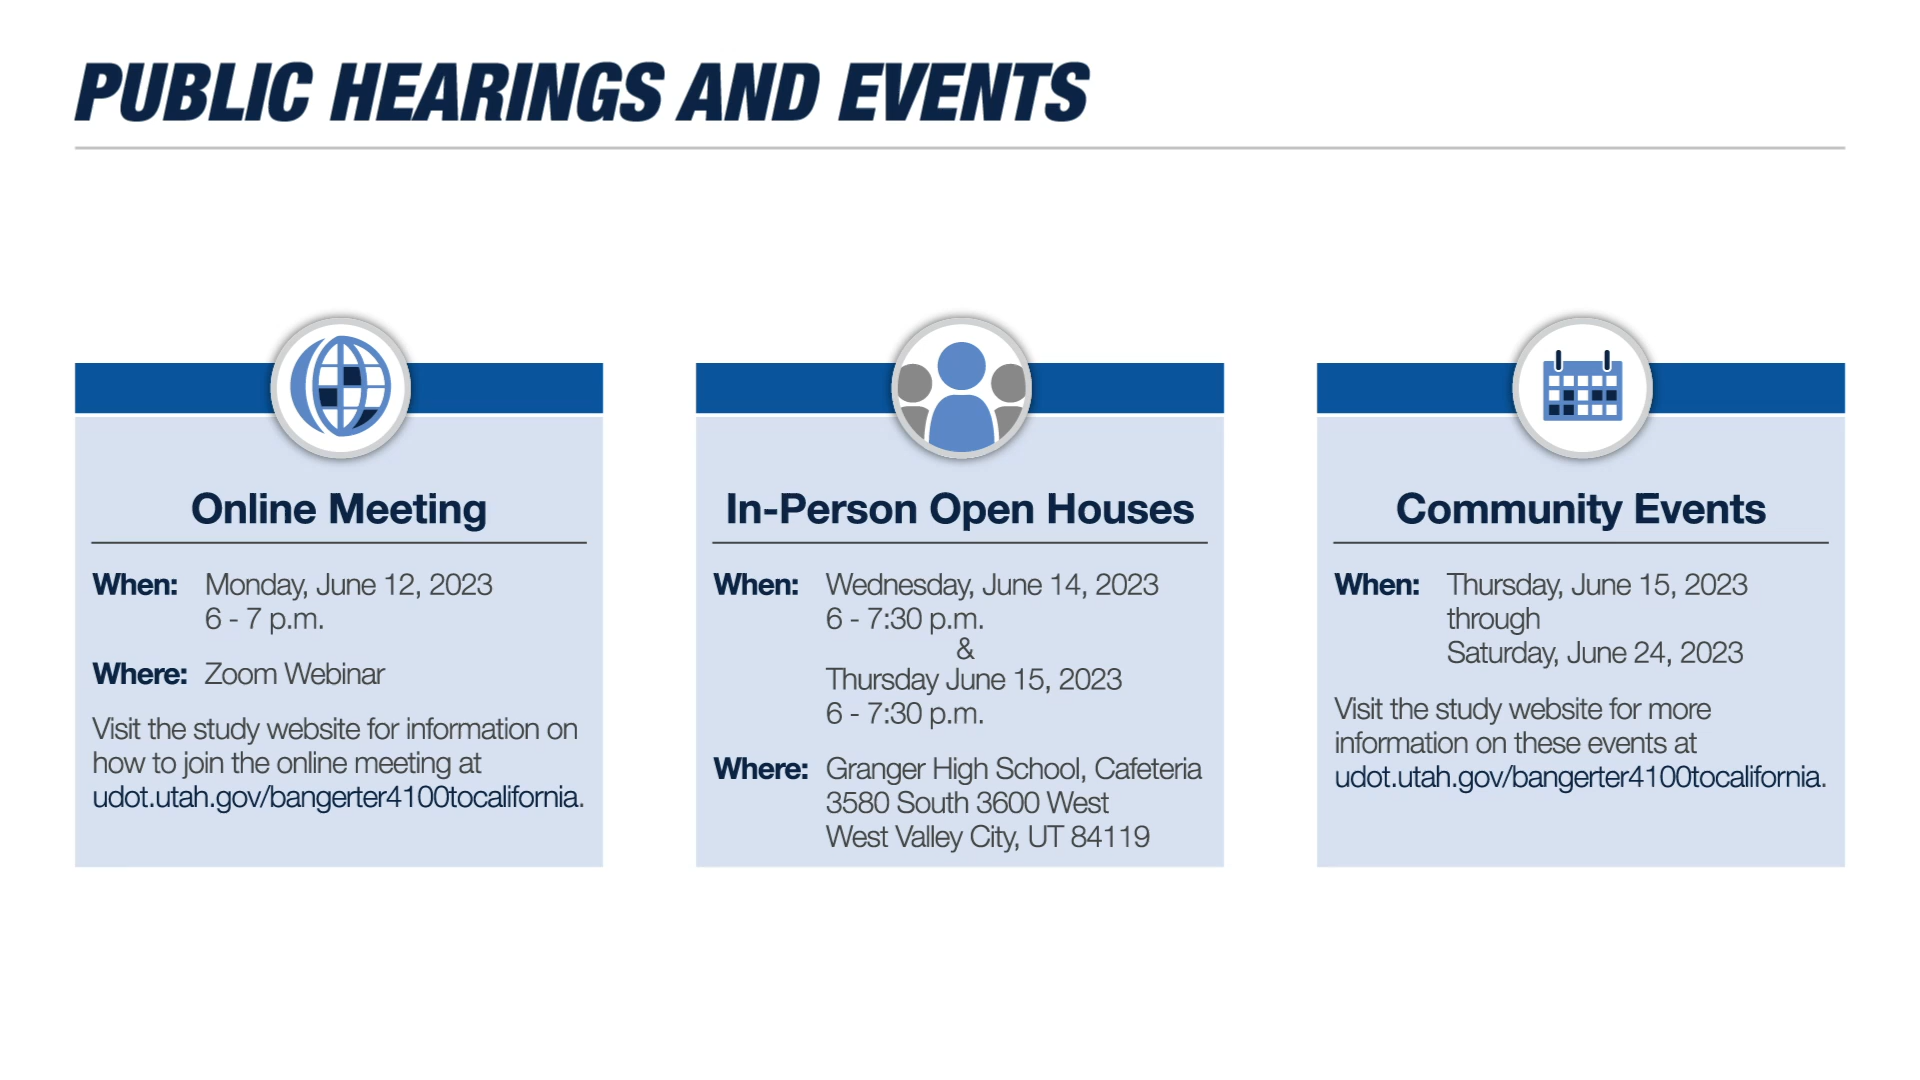 PUBLIC HEARINGS AND EVENTS
Online Meeting
When: Monday, June 12, 2023
6 - 7 p.m.
Where: Zoom Webinar
Visit the study website for information on
how to join the online meeting at
udot.utah.gov/bangerter4100tocalifornia.
In-Person Open Houses
When: Wednesday, June 14, 2023
6 - 7:30 p.m.
&
Thursday June 15, 2023
6 - 7:30 p.m.
Where: Granger High School, Cafeteria
3580 South 3600 West
West Valley City, UT 84119
Community Events
When: Thursday, June 15, 2023
through
Saturday, June 24, 2023
Visit the study website for more
information on these events at
udot.utah.gov/bangerter4100tocalifornia.